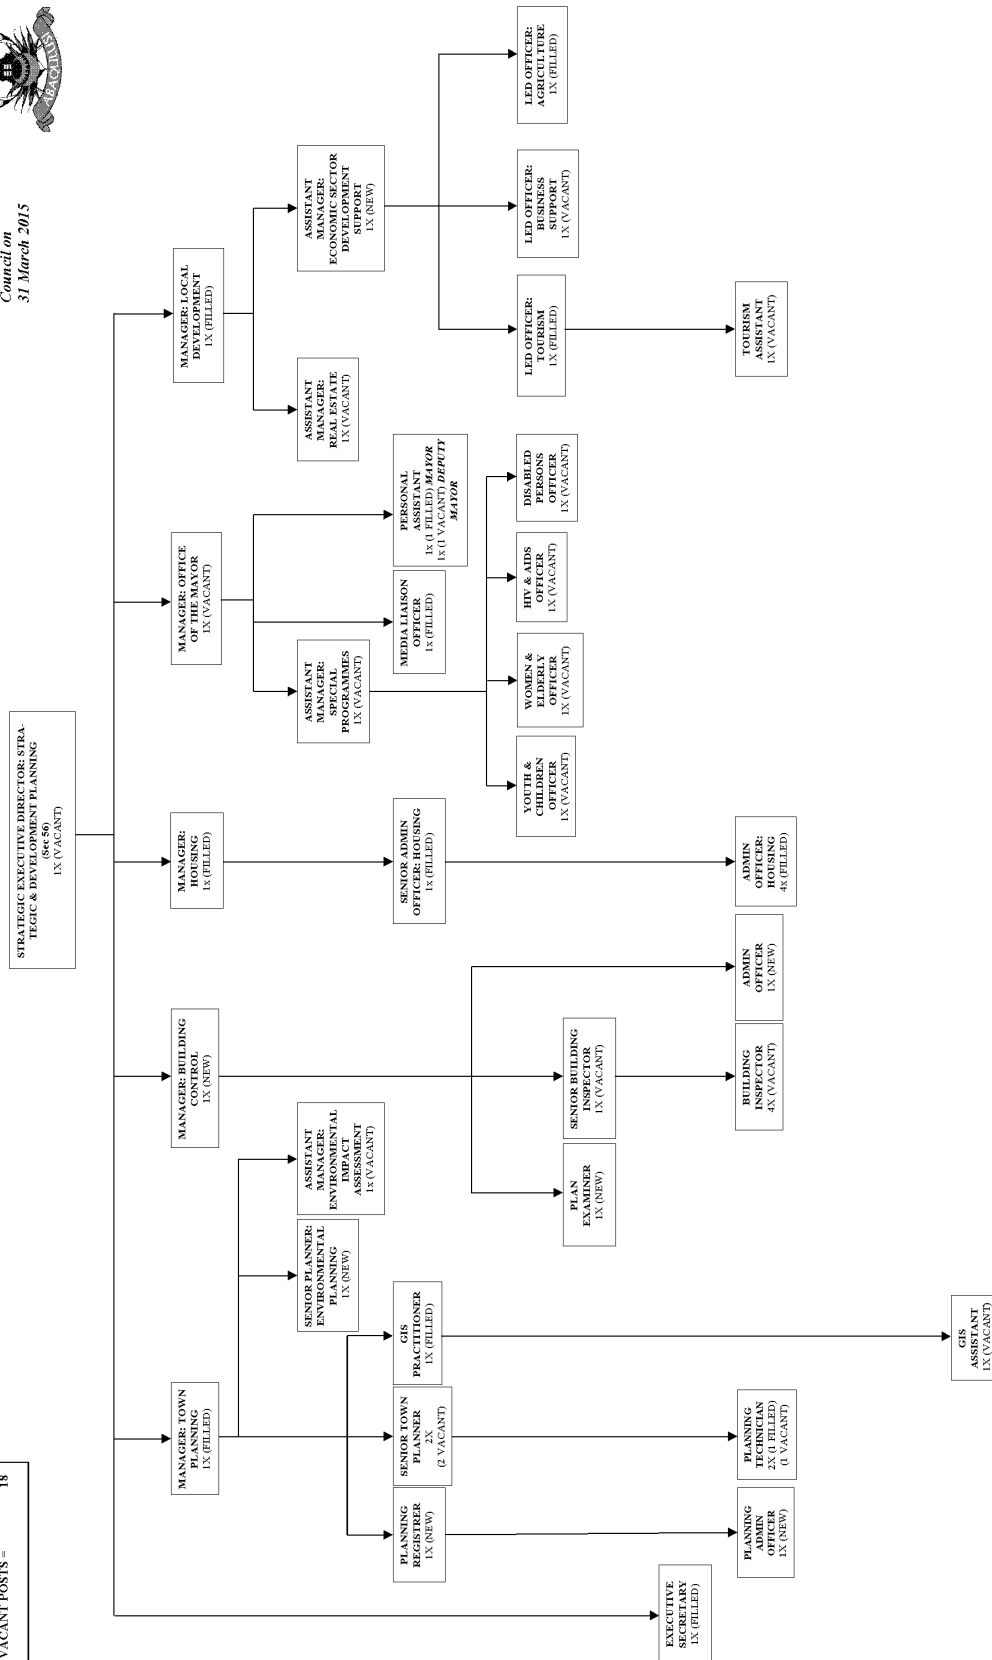 VACANT POSTS = 18
Council on
31 March 2015
ABAQULUSI
STRATEGIC EXECUTIVE DIRECTOR: STRA-
TEGIC & DEVELOPMENT PLANNING
(Sec 56)
1X (VACANT)
EXECUTIVE
SECRETARY
1X (FILLED)
MANAGER: TOWN
PLANNING
1X (FILLED)
MANAGER: BUILDING
CONTROL
1X (NEW)
MANAGER:
HOUSING
1x (FILLED)
MANAGER: OFFICE
OF THE MAYOR
1X (VACANT)
MANAGER: LOCAL
DEVELOPMENT
1X (FILLED)
SENIOR PLANNER:
ENVIRONMENTAL
PLANNING
1X (NEW)
ASSISTANT
MANAGER:
ENVIRONMENTAL
IMPACT
ASSESSMENT
1x (VACANT)
ASSISTANT
MANAGER:
SPECIAL
PROGRAMMES
1X (VACANT)
ASSISTANT
MANAGER:
REAL ESTATE
1X (VACANT)
ASSISTANT
MANAGER:
ECONOMIC SECTOR
DEVELOPMENT
SUPPORT
1X (NEW)
PLANNING
REGISTRER
1X (NEW)
SENIOR TOWN
PLANNER
2X
(2 VACANT)
GIS
PRACTITIONER
1X (FILLED)
SENIOR ADMIN
OFFICER: HOUSING
1x (FILLED)
MEDIA LIAISON
OFFICER
1x (FILLED)
PERSONAL
ASSISTANT
1x (1 FILLED) MAYOR
1x (1 VACANT) DEPUTY
MAYOR
YOUTH &
CHILDREN
OFFICER
1X (VACANT)
WOMEN &
ELDERLY
OFFICER
1X (VACANT)
HIV & AIDS
OFFICER
1X (VACANT)
DISABLED
PERSONS
OFFICER
1X (VACANT)
LED OFFICER:
TOURISM
1X (FILLED)
LED OFFICER:
BUSINESS
SUPPORT
1X (VACANT)
LED OFFICER:
AGRICULTURE
1X (FILLED)
PLAN
EXAMINER
1X (NEW)
SENIOR BUILDING
INSPECTOR
1X (VACANT)
PLANNING
ADMIN
OFFICER
1X (NEW)
PLANNING
TECHNICIAN
2X (1 FILLED)
(1 VACANT)
BUILDING
INSPECTOR
4X (VACANT)
ADMIN
OFFICER
1X (NEW)
ADMIN
OFFICER:
HOUSING
4x (FILLED)
TOURISM
ASSISTANT
1X (VACANT)
GIS
ASSISTANT
1X (VACANT)